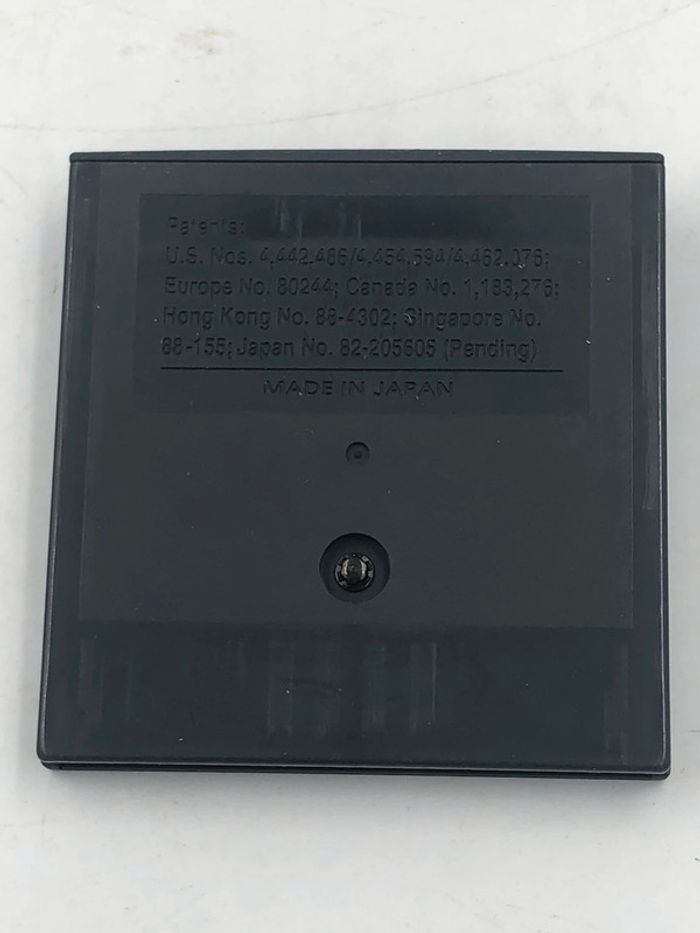 Patents:
U.S. Nos. 4,442,486/4,454,594/4,462,076;
Europe No. 80244; Canada No. 1,183,276;
Hong Kong No. 88-4302; Singapore No.
88-155; Japan No. 82-205605 (Pending)
MADE IN JAPAN